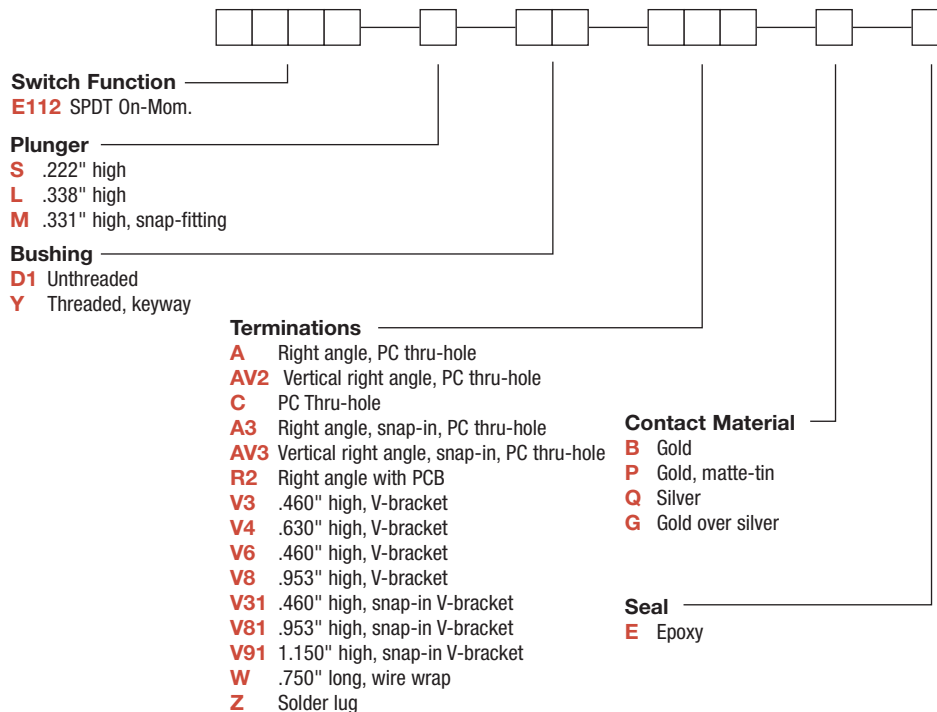 Switch Function
E112 SPDT On-Mom.
Plunger
S .222" high
L .338" high
M .331" high, snap-fitting
Bushing
D1 Unthreaded
Y Threaded, keyway
Terminations
A Right angle, PC thru-hole
AV2 Vertical right angle, PC thru-hole
C PC Thru-hole
A3 Right angle, snap-in, PC thru-hole
AV3 Vertical right angle, snap-in, PC thru-hole
R2 Right angle with PCB
V3 .460" high, V-bracket
V4 .630" high, V-bracket
V6 .460" high, V-bracket
V8 .953" high, V-bracket
V31 .460" high, snap-in V-bracket
V81 .953" high, snap-in V-bracket
V91 1.150" high, snap-in V-bracket
W .750" long, wire wrap
Z Solder lug
Contact Material
B Gold
P Gold, matte-tin
Q Silver
G Gold over silver
Seal
E Epoxy